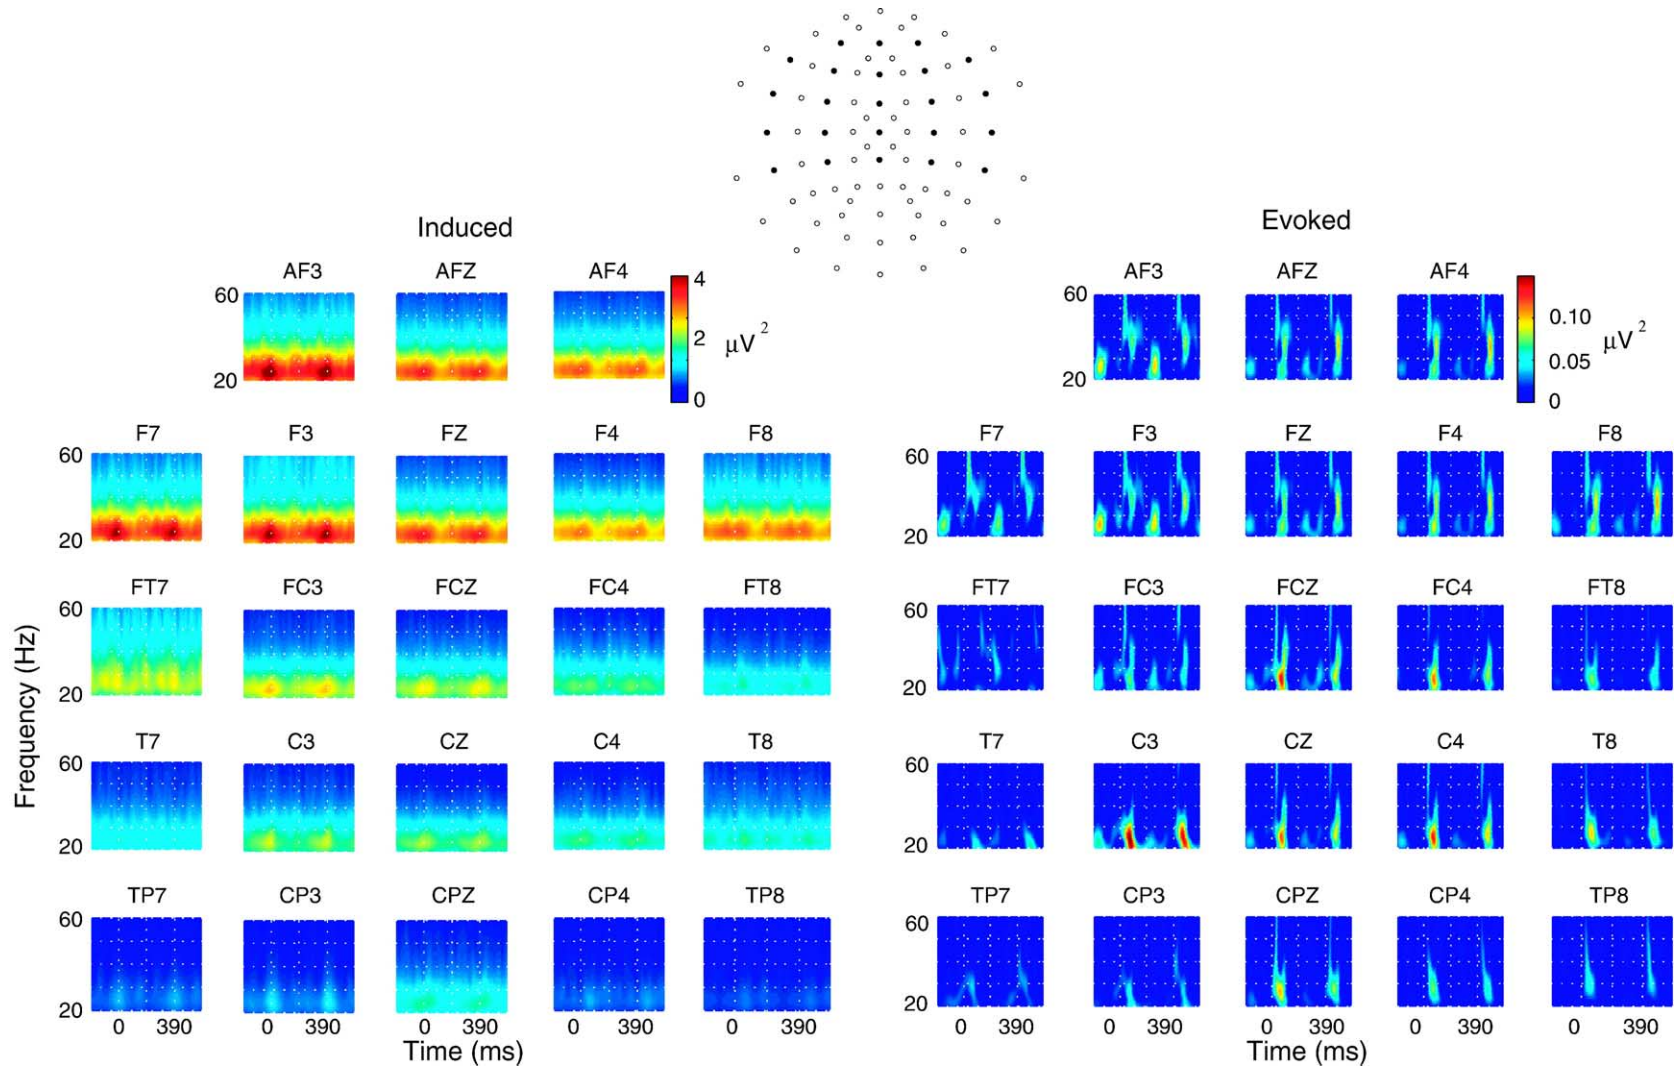 Induced
Evoked
AF3 AFZ AF4
60
20
4
2
0
μV²
AF3 AFZ AF4
60
20
0.10
0.05
0
μV²
F7 F3 FZ F4 F8
60
20
F7 F3 FZ F4 F8
60
20
FT7 FC3 FCZ FC4 FT8
60
20
FT7 FC3 FCZ FC4 FT8
60
20
Frequency (Hz)
T7 C3 CZ C4 T8
60
20
T7 C3 CZ C4 T8
60
20
TP7 CP3 CPZ CP4 TP8
60
20
TP7 CP3 CPZ CP4 TP8
60
20
0 390 0 390 0 390 0 390 0 390
Time (ms)
0 390 0 390 0 390 0 390 0 390
Time (ms)